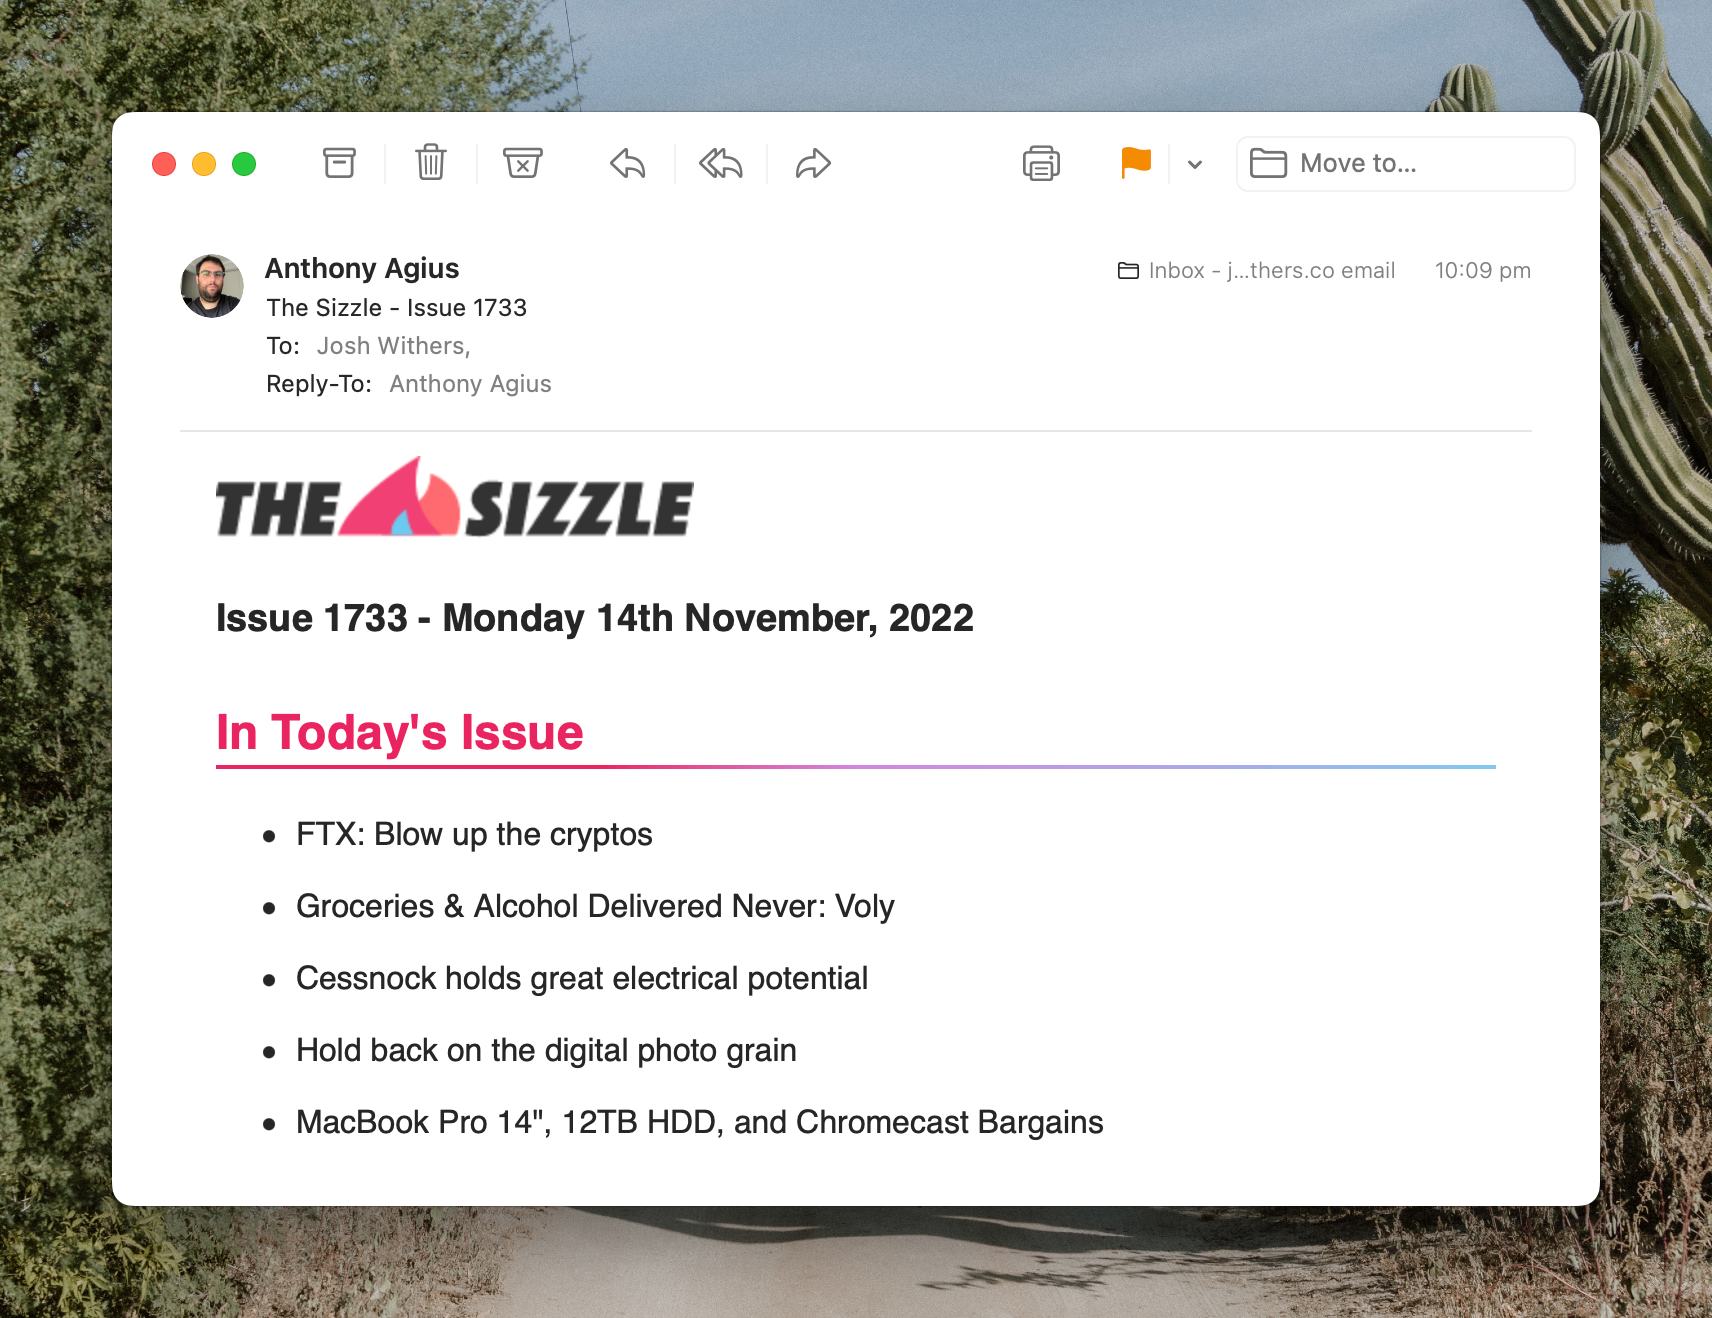 Move to...
Anthony Agius
Inbox - j...thers.co email
10:09 pm
The Sizzle - Issue 1733
To: Josh Withers,
Reply-To: Anthony Agius
THE SIZZLE
Issue 1733 - Monday 14th November, 2022
In Today's Issue
• FTX: Blow up the cryptos
• Groceries & Alcohol Delivered Never: Voly
• Cessnock holds great electrical potential
• Hold back on the digital photo grain
• MacBook Pro 14", 12TB HDD, and Chromecast Bargains